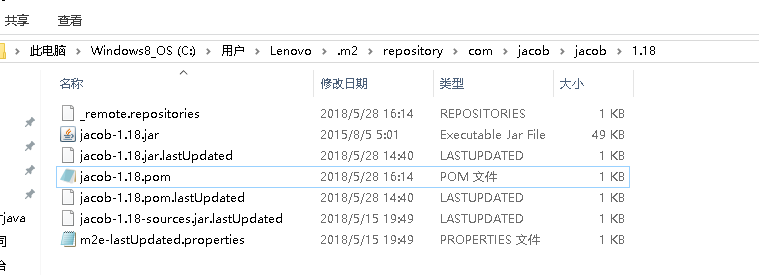 共享 查看
此电脑 Windows8_OS (C:) 用户 Lenovo .m2 repository com jacob jacob 1.18
名称 修改日期 类型 大小
_remote.repositories 2018/5/28 16:14 REPOSITORIES 1 KB
jacob-1.18.jar 2015/8/5 5:01 Executable Jar File 49 KB
jacob-1.18.jar.lastUpdated 2018/5/28 14:40 LASTUPDATED 1 KB
jacob-1.18.pom 2018/5/28 16:14 POM 文件 1 KB
jacob-1.18.pom.lastUpdated 2018/5/28 14:40 LASTUPDATED 1 KB
jacob-1.18-sources.jar.lastUpdated 2018/5/15 19:49 LASTUPDATED 1 KB
m2e-lastUpdated.properties 2018/5/15 19:49 PROPERTIES 文件 1 KB
java
司
台